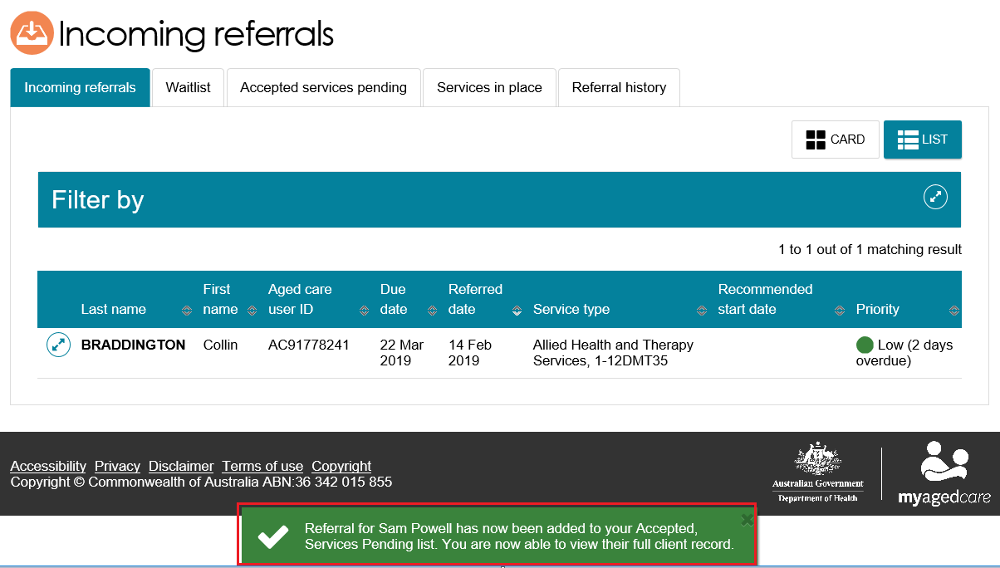 Incoming referrals
Incoming referrals Waitlist Accepted services pending Services in place Referral history
CARD LIST
Filter by
1 to 1 out of 1 matching result
Last name First name Aged care user ID Due date Referred date Service type Recommended start date Priority
BRADDINGTON Collin AC91778241 22 Mar 2019 14 Feb 2019 Allied Health and Therapy Services, 1-12DMT35 Low (2 days overdue)
Accessibility Privacy Disclaimer Terms of use Copyright
Copyright © Commonwealth of Australia ABN:36 342 015 855
Australian Government
Department of Health
myagedcare
Referral for Sam Powell has now been added to your Accepted,
Services Pending list. You are now able to view their full client record.